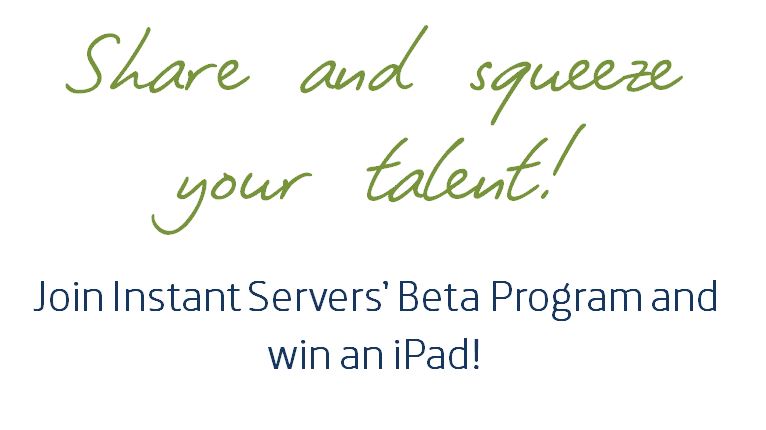 Share and squeeze
your talent!
Join Instant Servers’ Beta Program and
win an iPad!